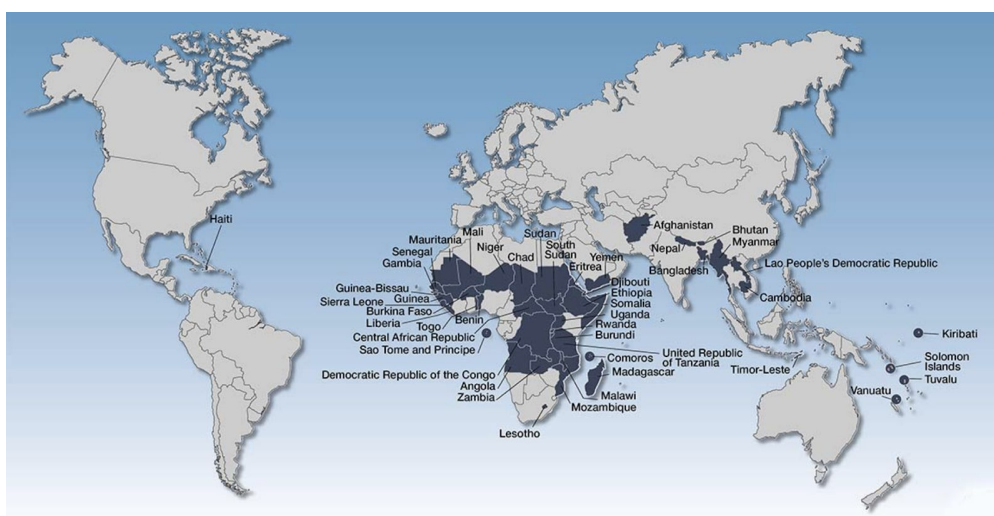 Haiti
Mauritania
Mali
Niger
Chad
Sudan
South
Sudan
Yemen
Eritrea
Senegal
Gambia
Guinea-Bissau
Guinea
Sierra Leone
Burkina Faso
Liberia
Togo
Benin
Central African Republic
Sao Tome and Principe
Democratic Republic of the Congo
Angola
Zambia
Lesotho
Djibouti
Ethiopia
Somalia
Uganda
Rwanda
Burundi
United Republic
of Tanzania
Comoros
Madagascar
Malawi
Mozambique
Afghanistan
Nepal
Bhutan
Myanmar
Bangladesh
Lao People's Democratic Republic
Cambodia
Timor-Leste
Kiribati
Solomon
Islands
Tuvalu
Vanuatu